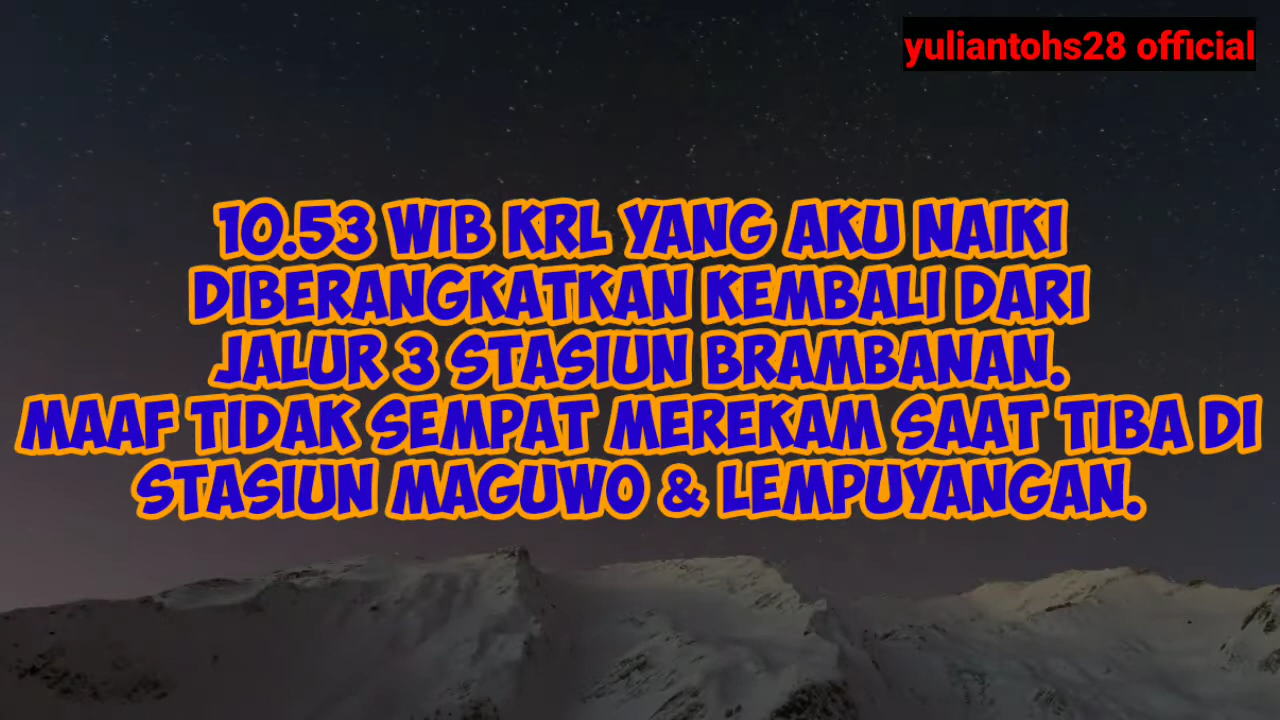 yuliantohs28 official
10.53 WIB KRL YANG AKU NAIKI
DIBERANGKATKAN KEMBALI DARI
JALUR 3 STASIUN BRAMBANAN.
MAAF TIDAK SEMPAT MEREKAM SAAT TIBA DI
STASIUN MAGUWO & LEMPUYANGAN.